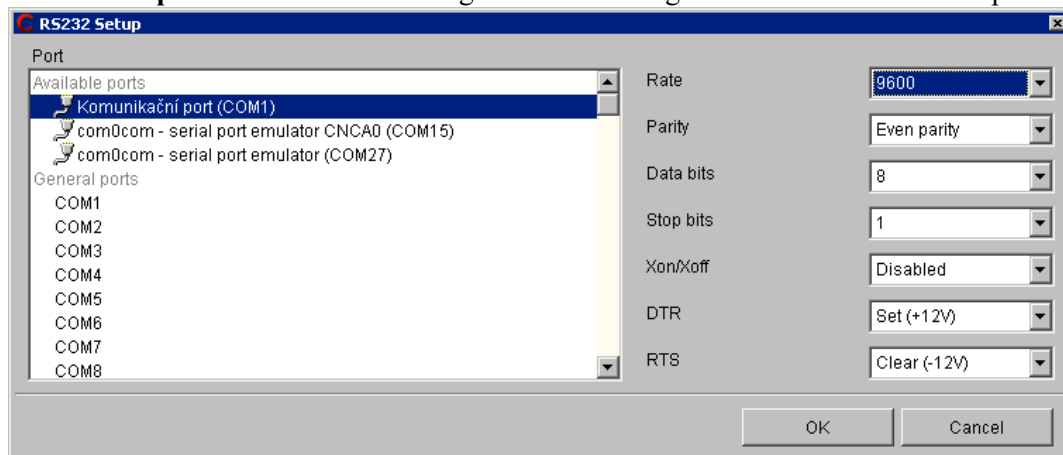 RS232 Setup
Port
Available ports
Komunikační port (COM1)
com0com - serial port emulator CNCA0 (COM15)
com0com - serial port emulator (COM27)
General ports
COM1
COM2
COM3
COM4
COM5
COM6
COM7
COM8
Rate 9600
Parity Even parity
Data bits 8
Stop bits 1
Xon/Xoff Disabled
DTR Set (+12V)
RTS Clear (-12V)
OK Cancel